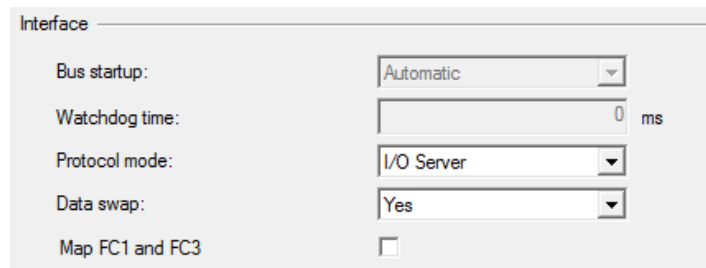 Interface
Bus startup: Automatic
Watchdog time: 0 ms
Protocol mode: I/O Server
Data swap: Yes
Map FC1 and FC3